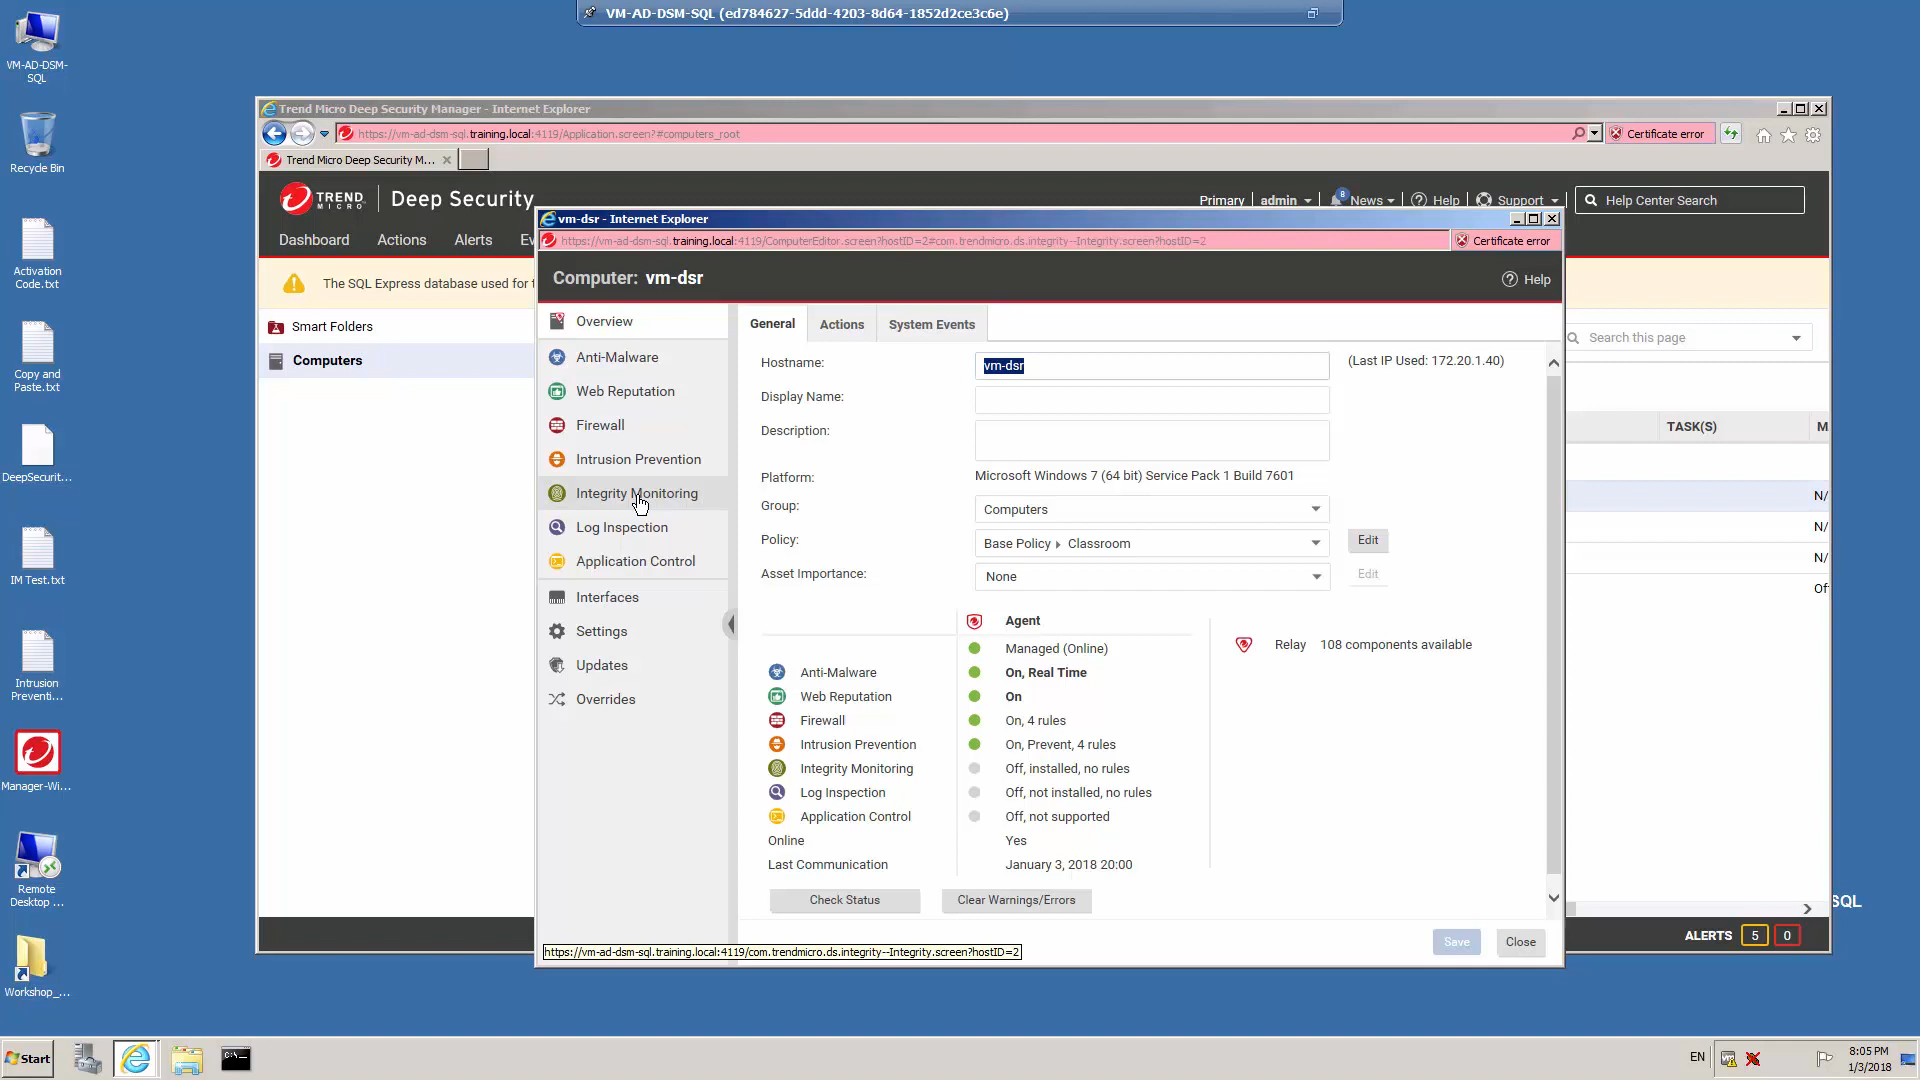 VM-AD-DSM-SQL (ed784627-5ddd-4203-8d64-1852d2ce3c6e)
VM-AD-DSM-
SQL
Recycle Bin
Activation
Code.txt
Copy and
Paste.txt
DeepSecurit...
IM Test.txt
Intrusion
Preventi...
Manager-Wi...
Remote
Desktop ...
Workshop_...
Trend Micro Deep Security Manager - Internet Explorer
https://vm-ad-dsm-sql.training.local:4119/Application.screen?#computers_root
Certificate error
Trend Micro Deep Security M...
TREND
MICRO
Deep Security
Primary
admin
8
News
Help
Support
Help Center Search
Dashboard
Actions
Alerts
Ev
The SQL Express database used for t
Smart Folders
Computers
Search this page
TASK(S)
M
N/
N/
N/
Of
SQL
ALERTS
5
0
vm-dsr - Internet Explorer
https://vm-ad-dsm-sql.training.local:4119/ComputerEditor.screen?hostID=2#com.trendmicro.ds.integrity--Integrity.screen?hostID=2
Certificate error
Computer: vm-dsr
Help
Overview
Anti-Malware
Web Reputation
Firewall
Intrusion Prevention
Integrity Monitoring
Log Inspection
Application Control
Interfaces
Settings
Updates
Overrides
General
Actions
System Events
Hostname:
vm-dsr
(Last IP Used: 172.20.1.40)
Display Name:
Description:
Platform:
Microsoft Windows 7 (64 bit) Service Pack 1 Build 7601
Group:
Computers
Policy:
Base Policy
Classroom
Edit
Asset Importance:
None
Edit
Agent
Managed (Online)
Relay
108 components available
Anti-Malware
On, Real Time
Web Reputation
On
Firewall
On, 4 rules
Intrusion Prevention
On, Prevent, 4 rules
Integrity Monitoring
Off, installed, no rules
Log Inspection
Off, not installed, no rules
Application Control
Off, not supported
Online
Yes
Last Communication
January 3, 2018 20:00
Check Status
Clear Warnings/Errors
https://vm-ad-dsm-sql.training.local:4119/com.trendmicro.ds.integrity--Integrity.screen?hostID=2
Save
Close
Start
EN
8:05 PM
1/3/2018